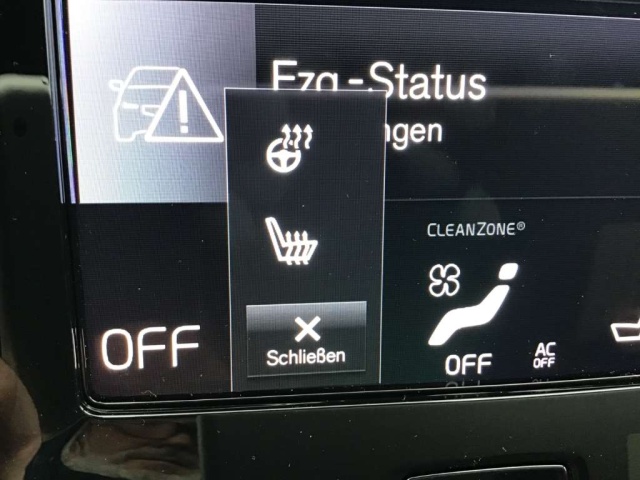 Fzg.-Status
ngen
CLEANZONE®
OFF
Schließen
OFF
AC
OFF